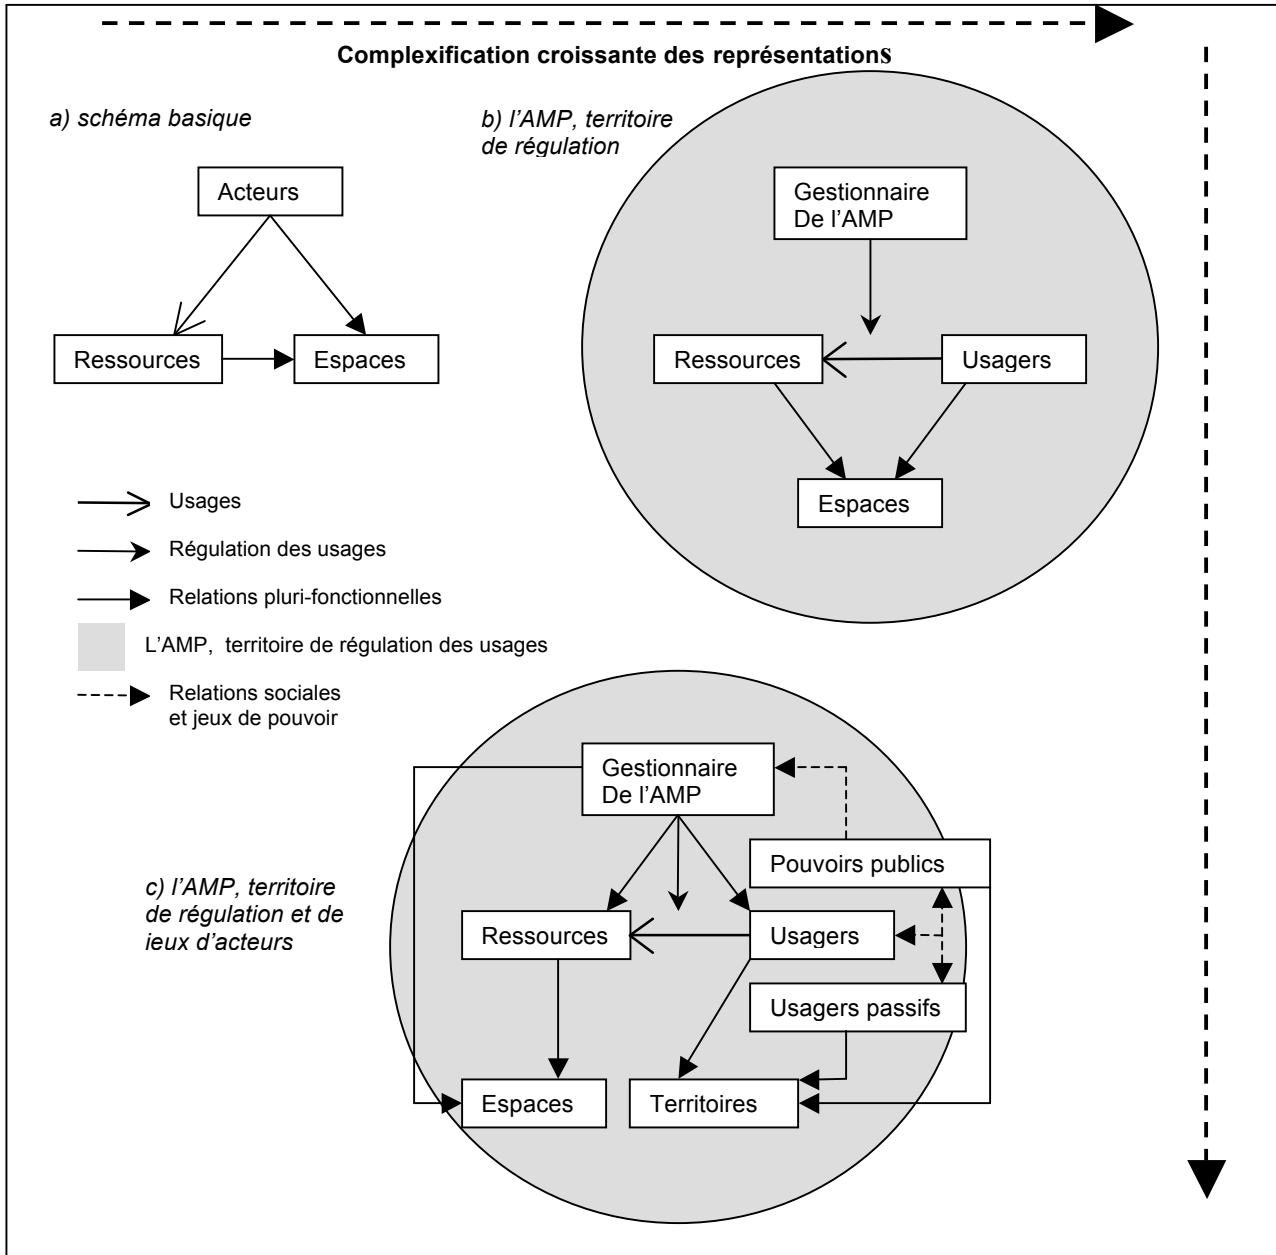 Complexification croissante des représentations
a) schéma basique
Acteurs
Ressources
Espaces
b) l'AMP, territoire
de régulation
Gestionnaire
De l'AMP
Ressources
Usagers
Espaces
Usages
Régulation des usages
Relations pluri-fonctionnelles
L'AMP, territoire de régulation des usages
Relations sociales
et jeux de pouvoir
c) l'AMP, territoire
de régulation et de
ieux d'acteurs
Gestionnaire
De l'AMP
Pouvoirs publics
Ressources
Usagers
Usagers passifs
Espaces
Territoires